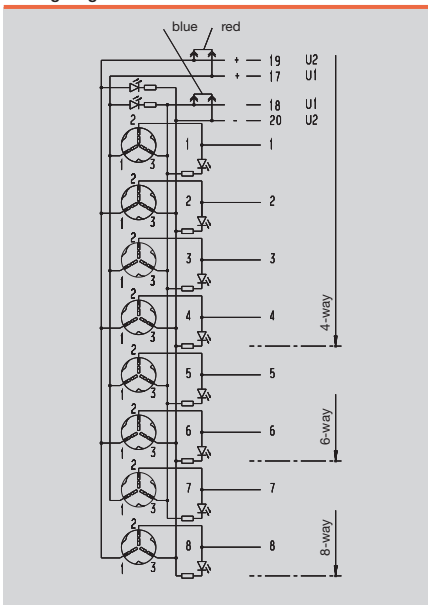 blue red
+ 19 U2
+ 17 U1
- 18 U1
- 20 U2
2
1 3 1 1
2
1 3 2 2
2
1 3 3 3
2
1 3 4 4
4-way
2
1 3 5 5
2
1 3 6 6
6-way
2
1 3 7 7
2
1 3 8 8
8-way